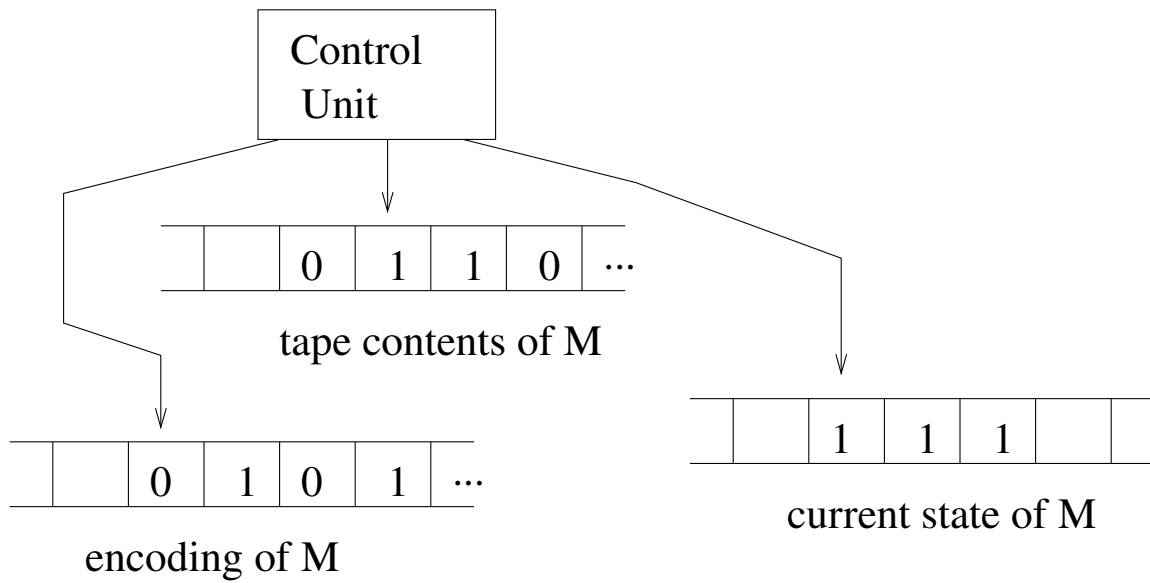 Control
Unit
0 1 1 0 ...
tape contents of M
1 1 1
0 1 0 1 ...
current state of M
encoding of M